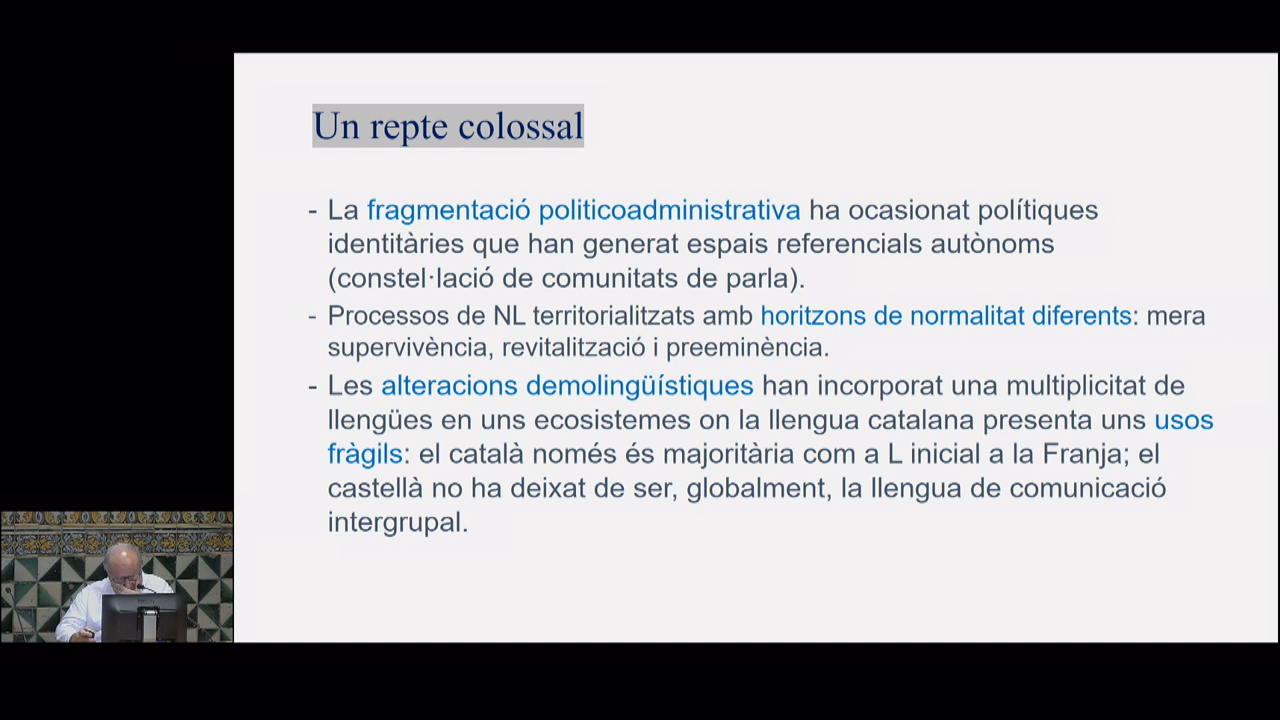 Un repte colossal
- La fragmentació politicoadministrativa ha ocasionat polítiques
identitàries que han generat espais referencials autònoms
(constel·lació de comunitats de parla).
- Processos de NL territorialitzats amb horitzons de normalitat diferents: mera
supervivència, revitalització i preeminència.
- Les alteracions demolingüístiques han incorporat una multiplicitat de
llengües en uns ecosistemes on la llengua catalana presenta uns usos
fràgils: el català només és majoritària com a L inicial a la Franja; el
castellà no ha deixat de ser, globalment, la llengua de comunicació
intergrupal.